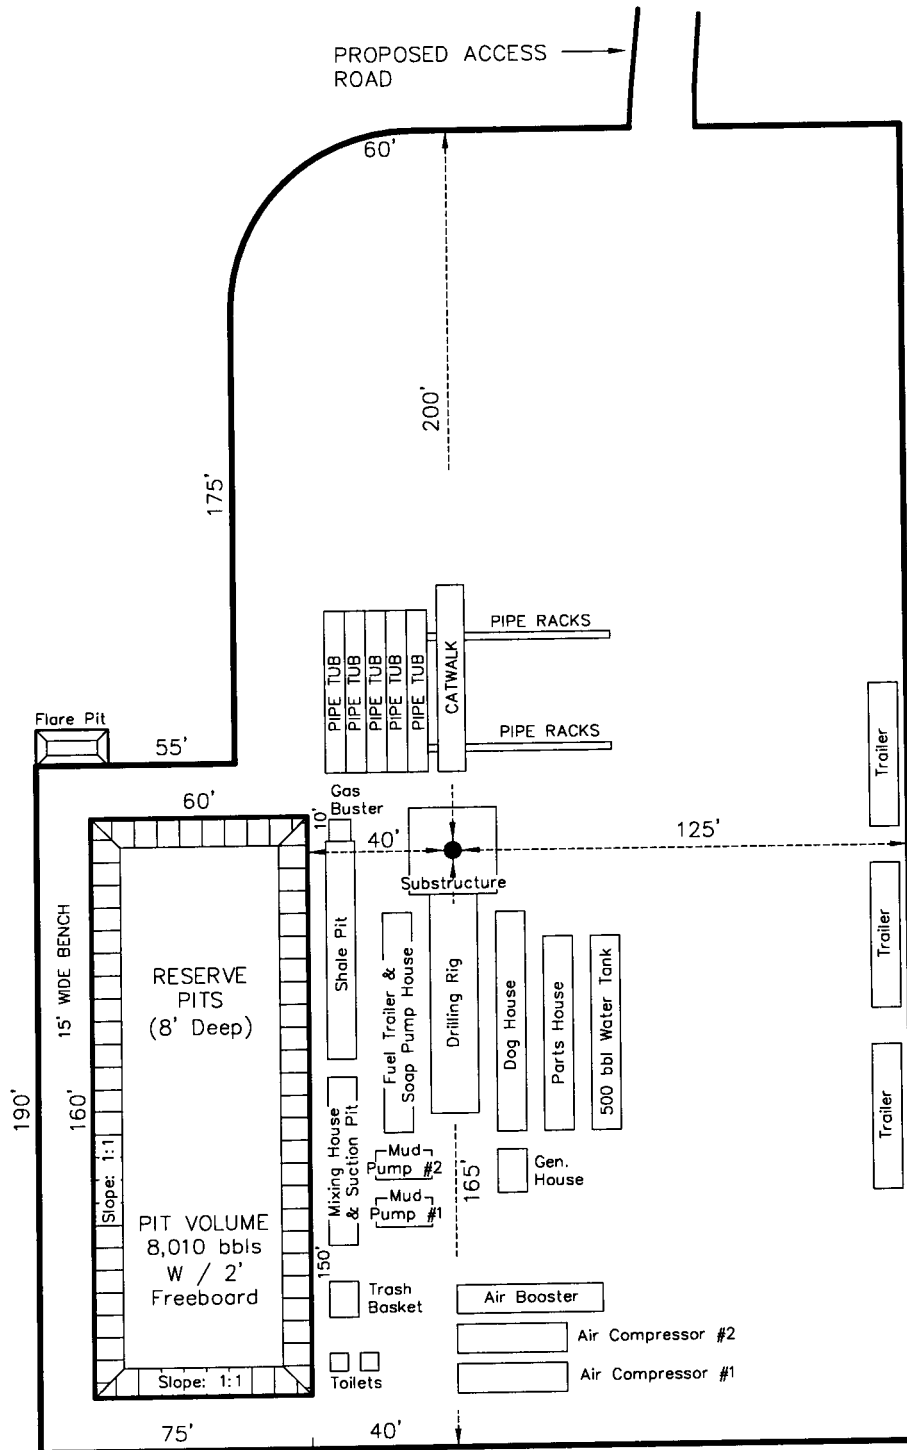 PROPOSED ACCESS
ROAD
60'
200'
175'
PIPE TUB
PIPE TUB
PIPE TUB
PIPE TUB
PIPE TUB
CATWALK
PIPE RACKS
PIPE RACKS
Trailer
Flare Pit
55'
60'
Gas
Buster
10'
40'
125'
Substructure
Trailer
15' WIDE BENCH
RESERVE
PITS
(8' Deep)
Shale Pit
Fuel Trailer &
Soap Pump House
Drilling Rig
Dog House
Parts House
500 bbl Water Tank
Trailer
190'
160'
Slope: 1:1
Mixing House
& Suction Pit
Mud
Pump #2
Mud
Pump #1
165'
Gen.
House
PIT VOLUME
8,010 bbls
W / 2'
Freeboard
150'
Trash
Basket
Air Booster
Air Compressor #2
Toilets
Air Compressor #1
Slope: 1:1
75'
40'